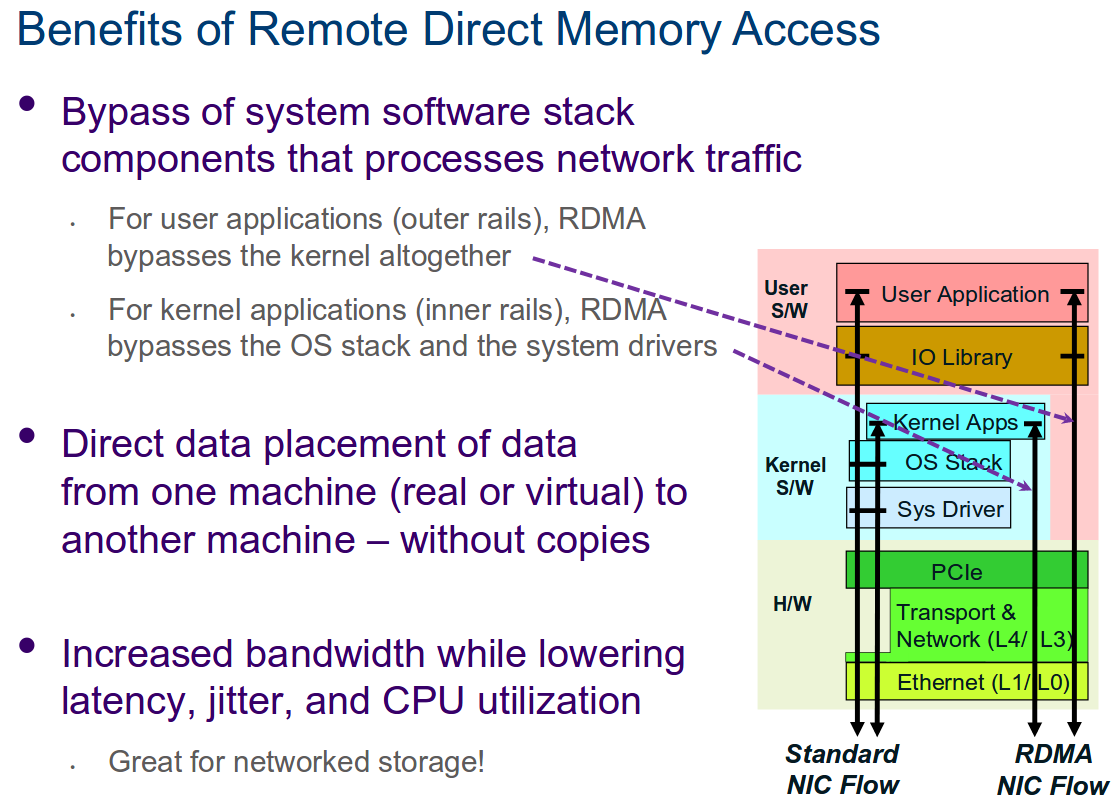 Benefits of Remote Direct Memory Access
• Bypass of system software stack
components that processes network traffic
• For user applications (outer rails), RDMA
bypasses the kernel altogether
• For kernel applications (inner rails), RDMA
bypasses the OS stack and the system drivers
• Direct data placement of data
from one machine (real or virtual) to
another machine – without copies
• Increased bandwidth while lowering
latency, jitter, and CPU utilization
• Great for networked storage!
User
S/W
User Application
IO Library
Kernel
S/W
Kernel Apps
OS Stack
Sys Driver
H/W
PCIe
Transport &
Network (L4/ L3)
Ethernet (L1/ L0)
Standard
NIC Flow
RDMA
NIC Flow